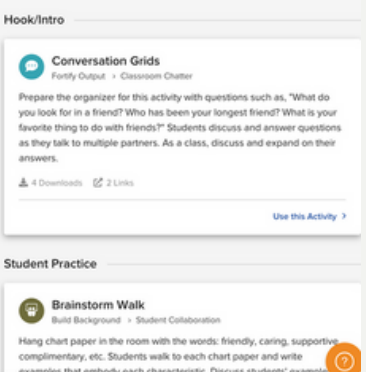 Hook/Intro
Conversation Grids
Fortify Output > Classroom Chatter
Prepare the organizer for this activity with questions such as, "What do
you look for in a friend? Who has been your longest friend? What is your
favorite thing to do with friends?" Students discuss and answer questions
as they talk to multiple partners. As a class, discuss and expand on their
answers.
4 Downloads 2 Links
Use this Activity >
Student Practice
Brainstorm Walk
Build Background > Student Collaboration
Hang chart paper in the room with the words: friendly, caring, supportive,
complimentary, etc. Students walk to each chart paper and write
examples that embody each characteristic. Discuss students'
?